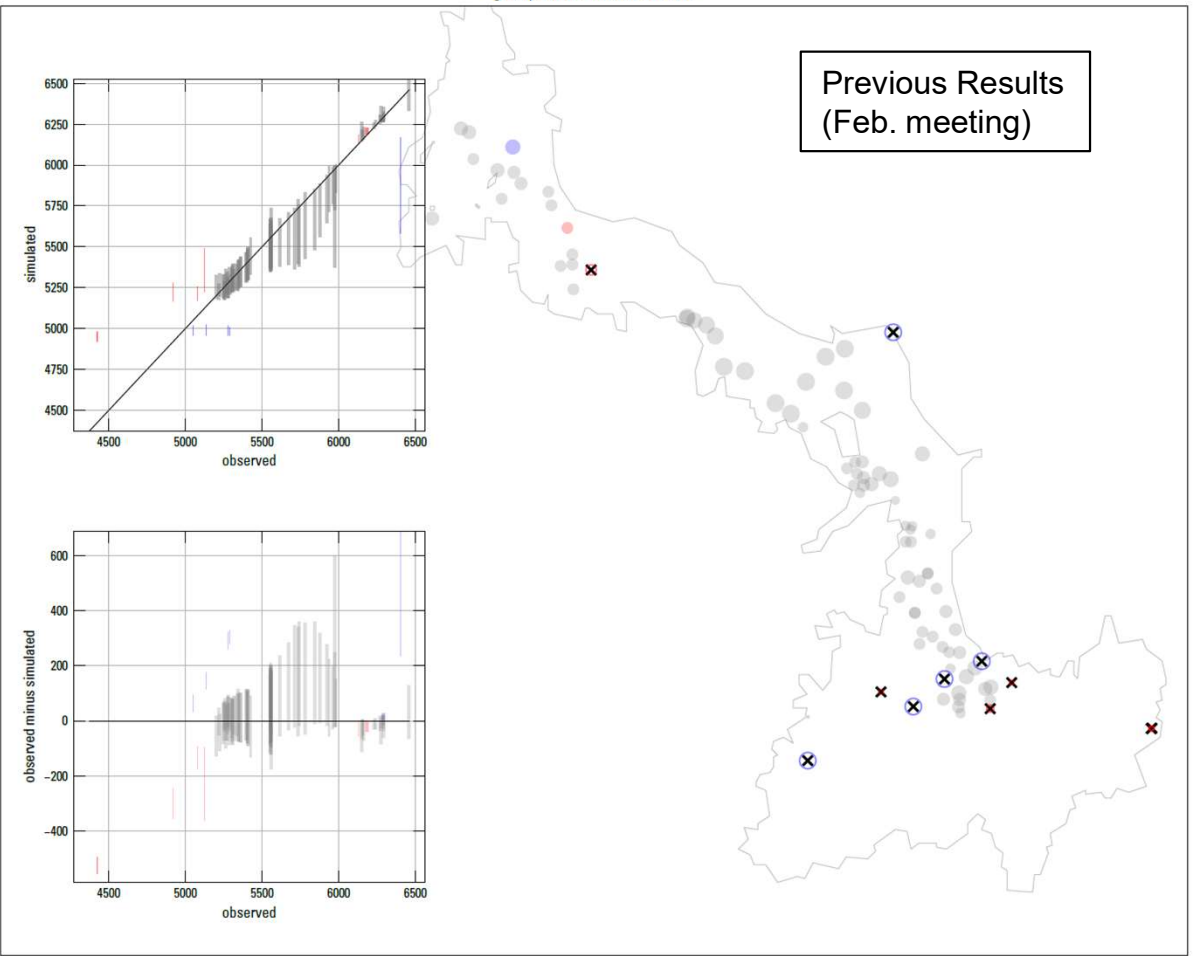 Previous Results
(Feb. meeting)
6500
6250
6000
5750
5500
5250
5000
4750
4500
simulated
4500 5000 5500 6000 6500
observed
600
400
200
0
−200
−400
observed minus simulated
4500 5000 5500 6000 6500
observed